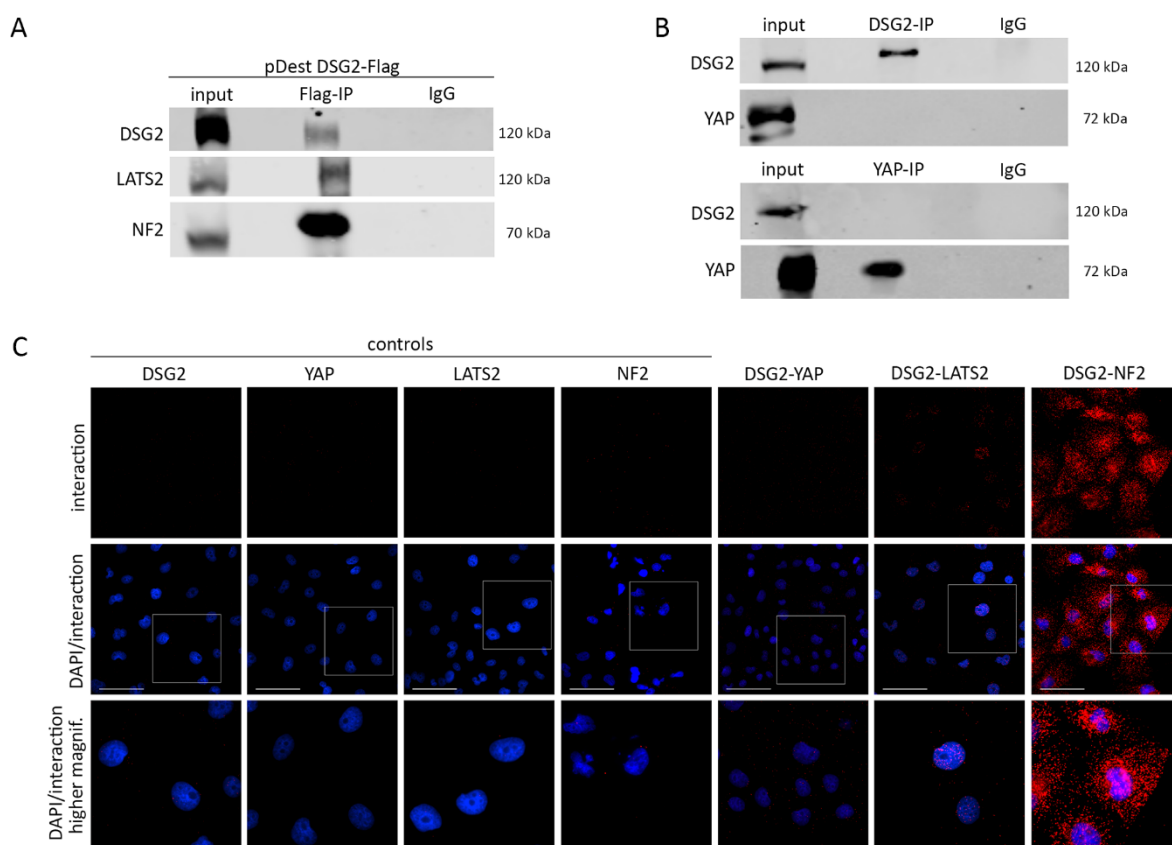 A
pDest DSG2-Flag
input Flag-IP IgG
DSG2 120 kDa
LATS2 120 kDa
NF2 70 kDa
B
input DSG2-IP IgG
DSG2 120 kDa
YAP 72 kDa
input YAP-IP IgG
DSG2 120 kDa
YAP 72 kDa
C
controls
DSG2 YAP LATS2 NF2 DSG2-YAP DSG2-LATS2 DSG2-NF2
interaction
DAPI/interaction
DAPI/interaction
higher magnif.